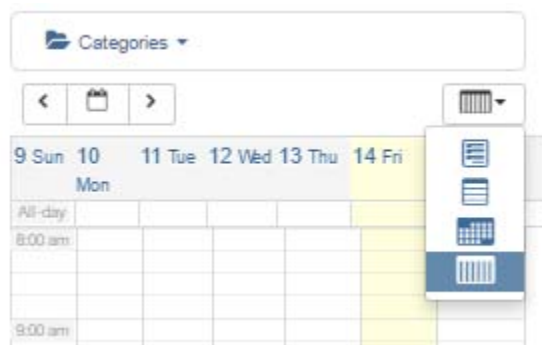 Categories
9 Sun 10 Mon 11 Tue 12 Wed 13 Thu 14 Fri
All-day
8:00 am
9:00 am